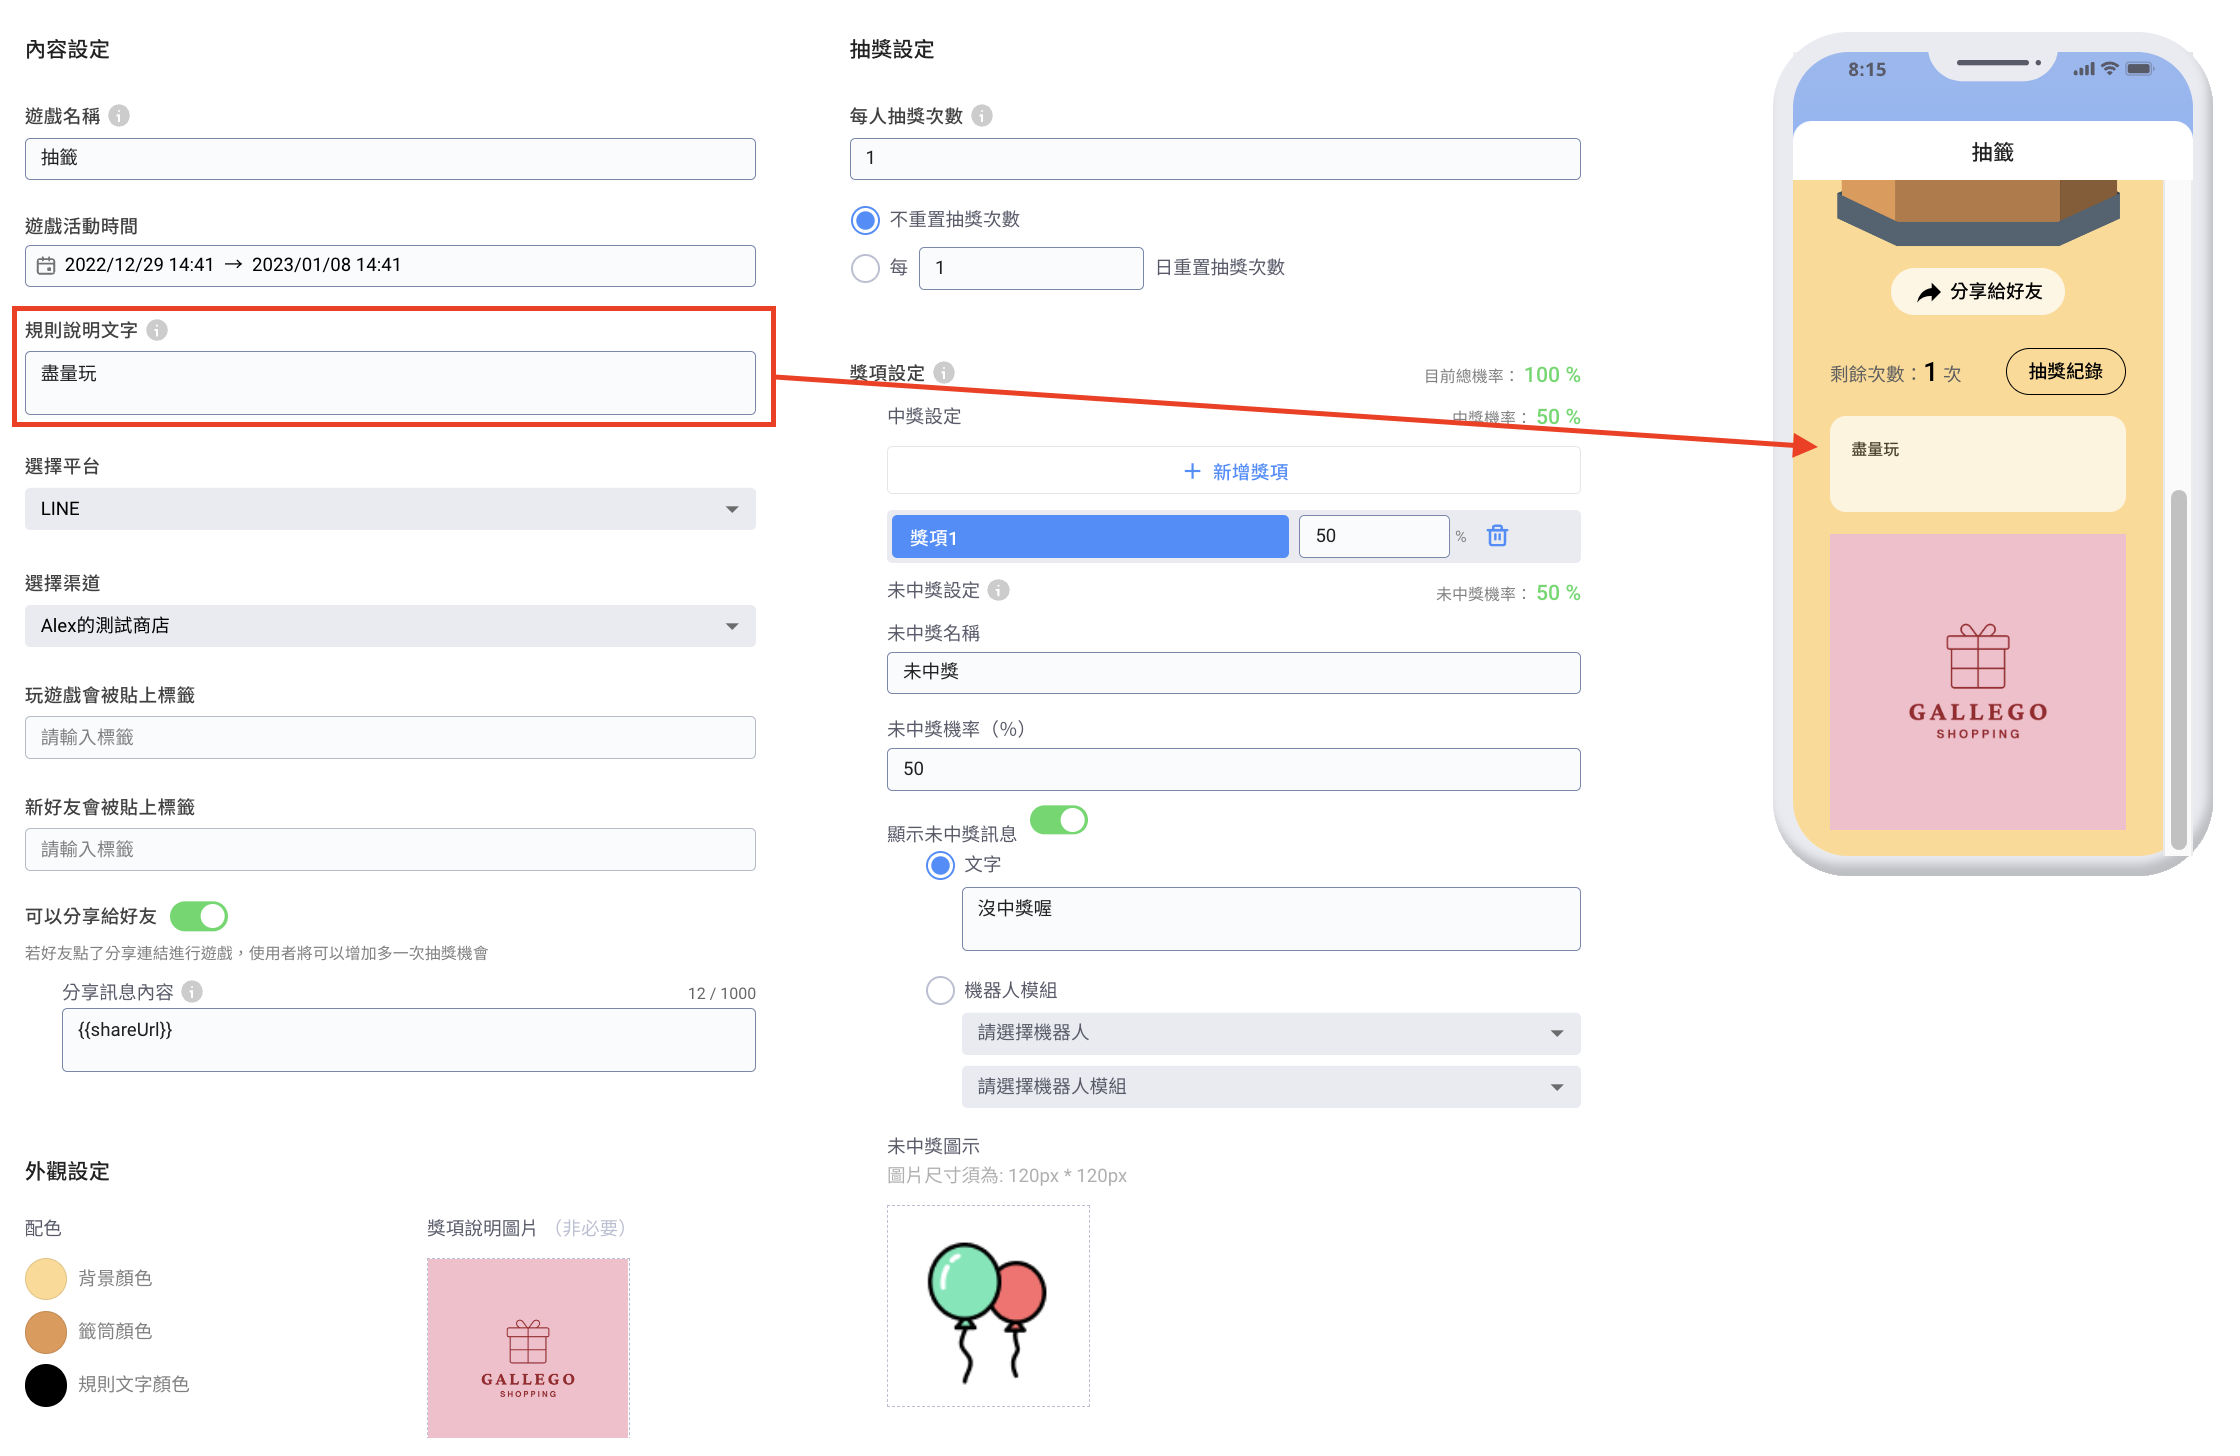 內容設定
遊戲名稱
抽籤
遊戲活動時間
2022/12/29 14:41 → 2023/01/08 14:41
規則說明文字
盡量玩
選擇平台
LINE
選擇渠道
Alex的測試商店
玩遊戲會被貼上標籤
請輸入標籤
新好友會被貼上標籤
請輸入標籤
可以分享給好友
若好友點了分享連結進行遊戲，使用者將可以增加多一次抽獎機會
分享訊息內容
12 / 1000
{{shareUrl}}
外觀設定
配色
背景顏色
籤筒顏色
規則文字顏色
獎項說明圖片 （非必要）
GALLEGO
SHOPPING
抽獎設定
每人抽獎次數
1
不重置抽獎次數
每 1 日重置抽獎次數
獎項設定
目前總機率： 100 %
中獎設定
中獎機率： 50 %
+ 新增獎項
獎項1
50 %
未中獎設定
未中獎機率： 50 %
未中獎名稱
未中獎
未中獎機率（%）
50
顯示未中獎訊息
文字
沒中獎喔
機器人模組
請選擇機器人
請選擇機器人模組
未中獎圖示
圖片尺寸須為: 120px * 120px
8:15
抽籤
分享給好友
剩餘次數：1 次
抽獎紀錄
盡量玩
GALLEGO
SHOPPING